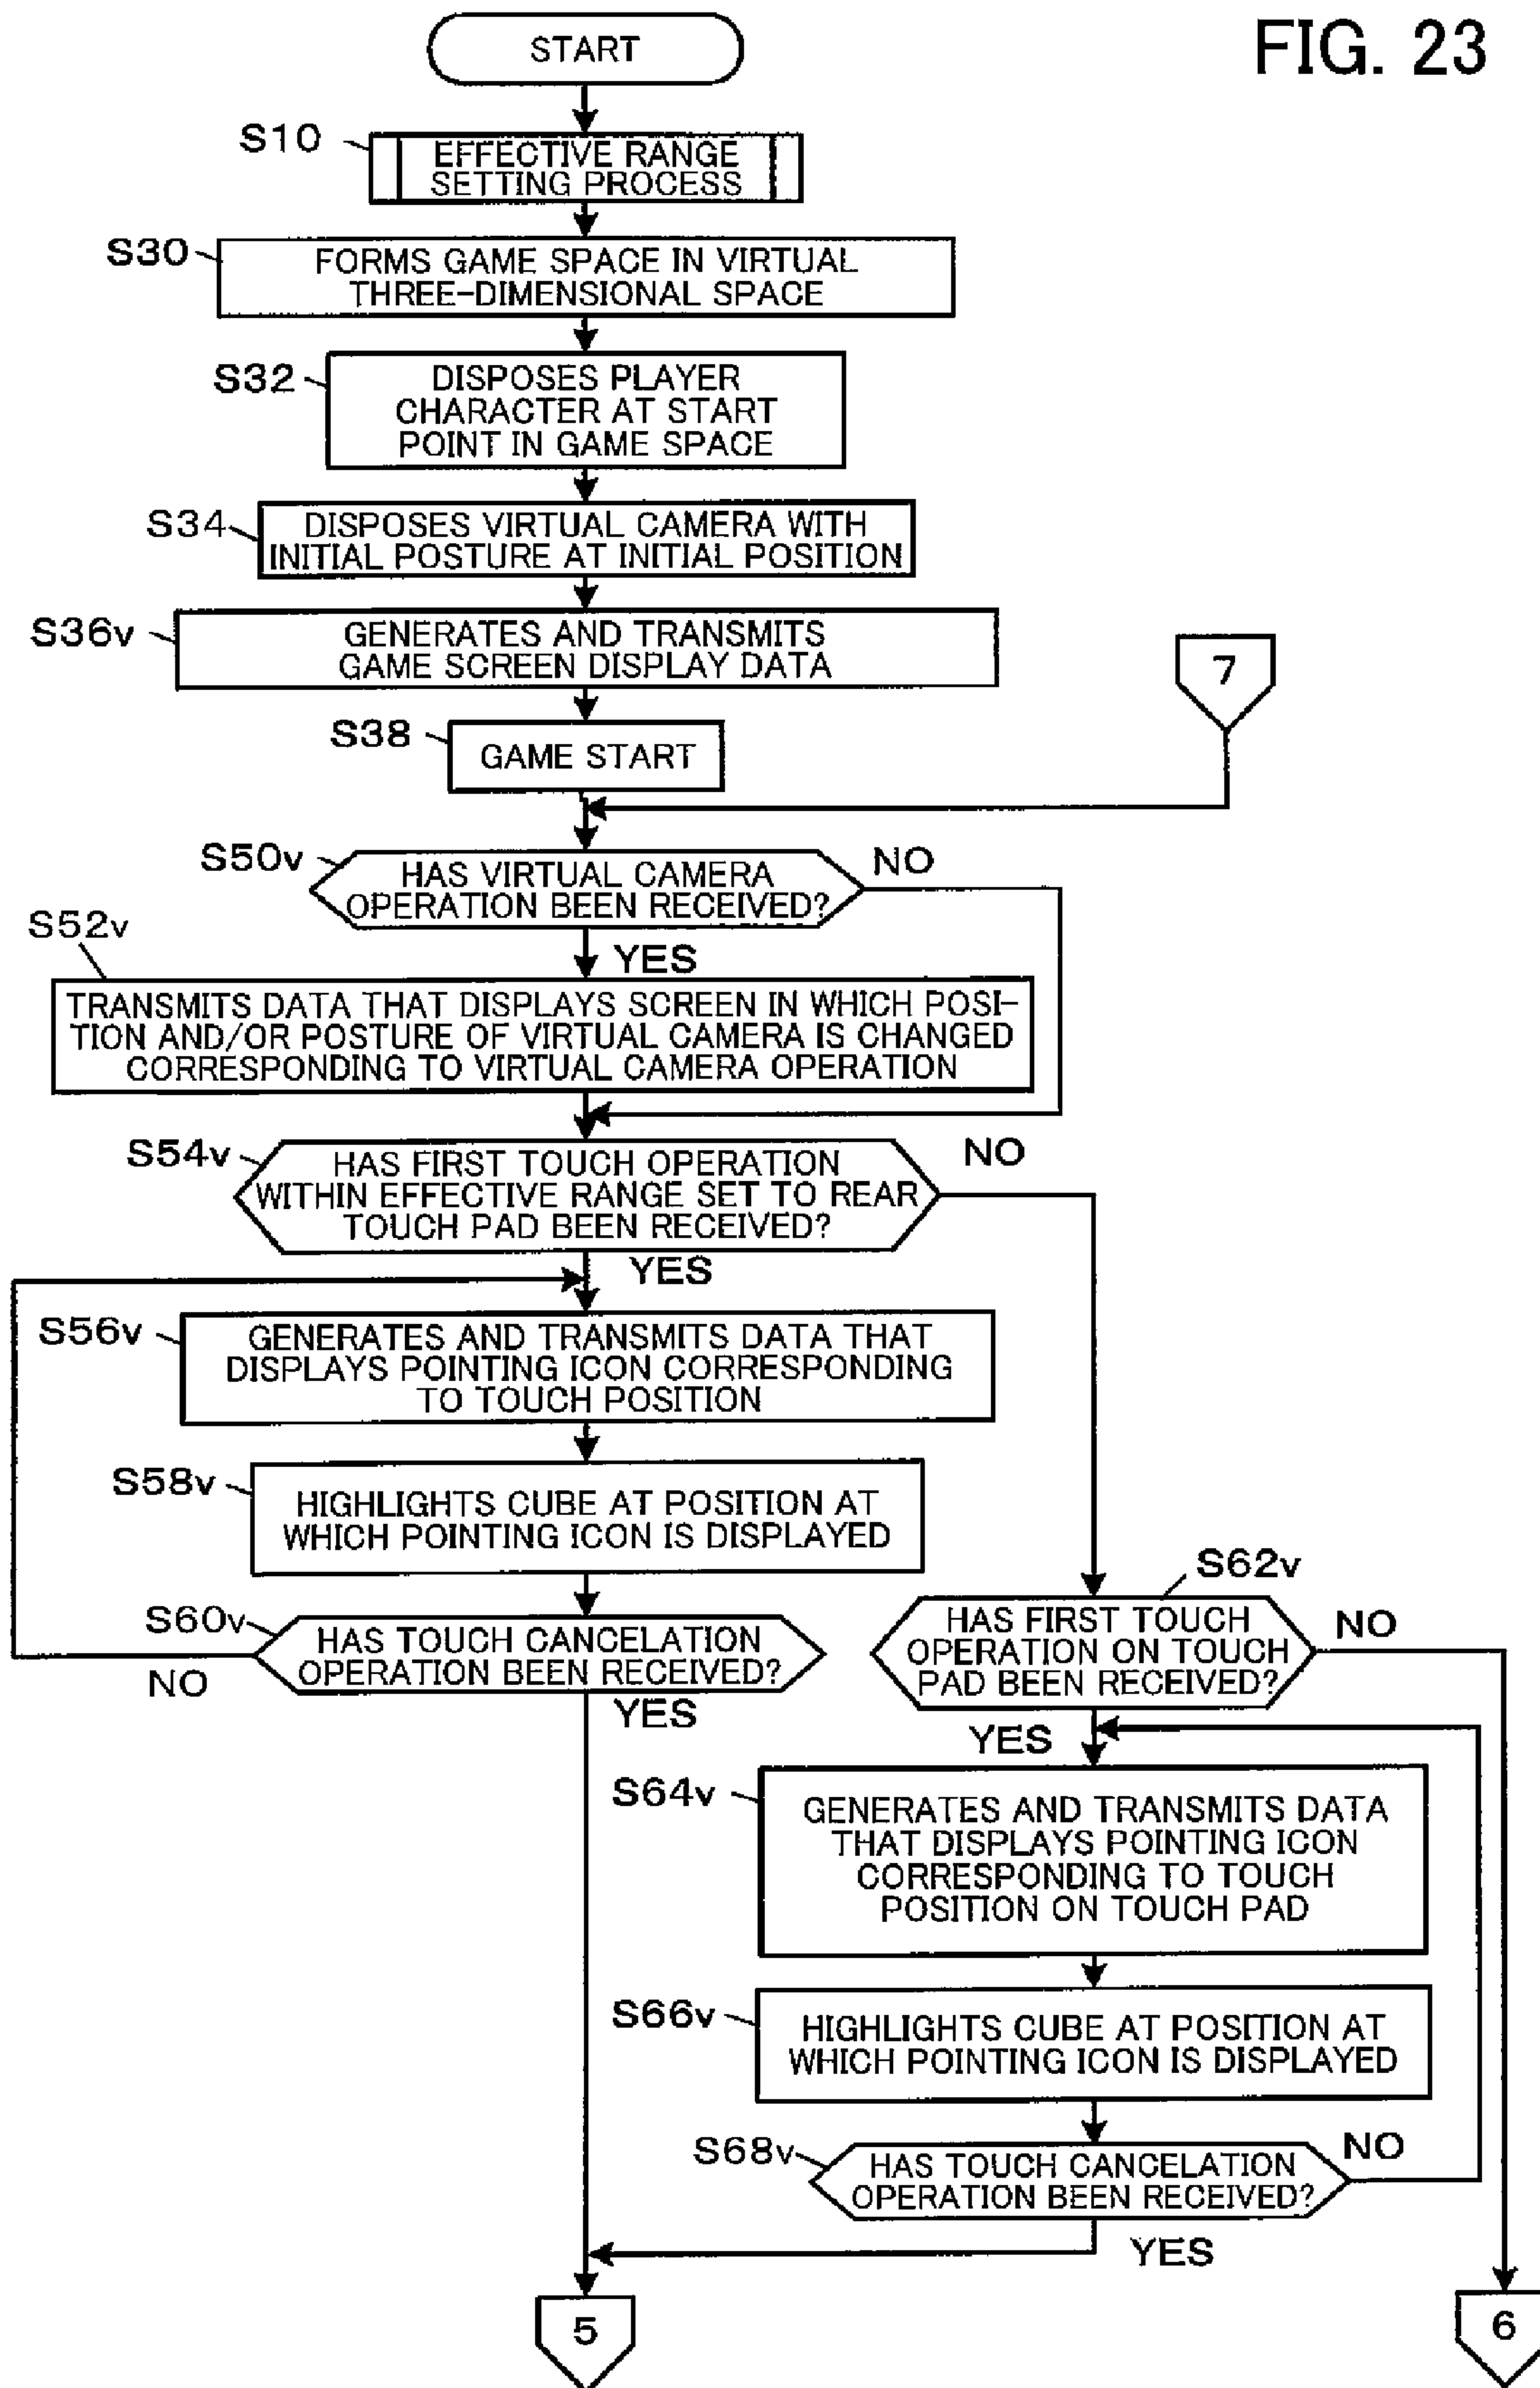 FIG. 23
START
S10
EFFECTIVE RANGE
SETTING PROCESS
S30
FORMS GAME SPACE IN VIRTUAL
THREE-DIMENSIONAL SPACE
S32
DISPOSES PLAYER
CHARACTER AT START
POINT IN GAME SPACE
S34
DISPOSES VIRTUAL CAMERA WITH
INITIAL POSTURE AT INITIAL POSITION
S36v
GENERATES AND TRANSMITS
GAME SCREEN DISPLAY DATA
7
S38
GAME START
S50v
HAS VIRTUAL CAMERA
OPERATION BEEN RECEIVED?
NO
YES
S52v
TRANSMITS DATA THAT DISPLAYS SCREEN IN WHICH POSI-
TION AND/OR POSTURE OF VIRTUAL CAMERA IS CHANGED
CORRESPONDING TO VIRTUAL CAMERA OPERATION
S54v
HAS FIRST TOUCH OPERATION
WITHIN EFFECTIVE RANGE SET TO REAR
TOUCH PAD BEEN RECEIVED?
NO
YES
S56v
GENERATES AND TRANSMITS DATA THAT
DISPLAYS POINTING ICON CORRESPONDING
TO TOUCH POSITION
S58v
HIGHLIGHTS CUBE AT POSITION AT
WHICH POINTING ICON IS DISPLAYED
S60v
HAS TOUCH CANCELATION
OPERATION BEEN RECEIVED?
NO
YES
S62v
HAS FIRST TOUCH
OPERATION ON TOUCH
PAD BEEN RECEIVED?
NO
YES
S64v
GENERATES AND TRANSMITS DATA
THAT DISPLAYS POINTING ICON
CORRESPONDING TO TOUCH
POSITION ON TOUCH PAD
S66v
HIGHLIGHTS CUBE AT POSITION AT
WHICH POINTING ICON IS DISPLAYED
S68v
HAS TOUCH CANCELATION
OPERATION BEEN RECEIVED?
NO
YES
5
6